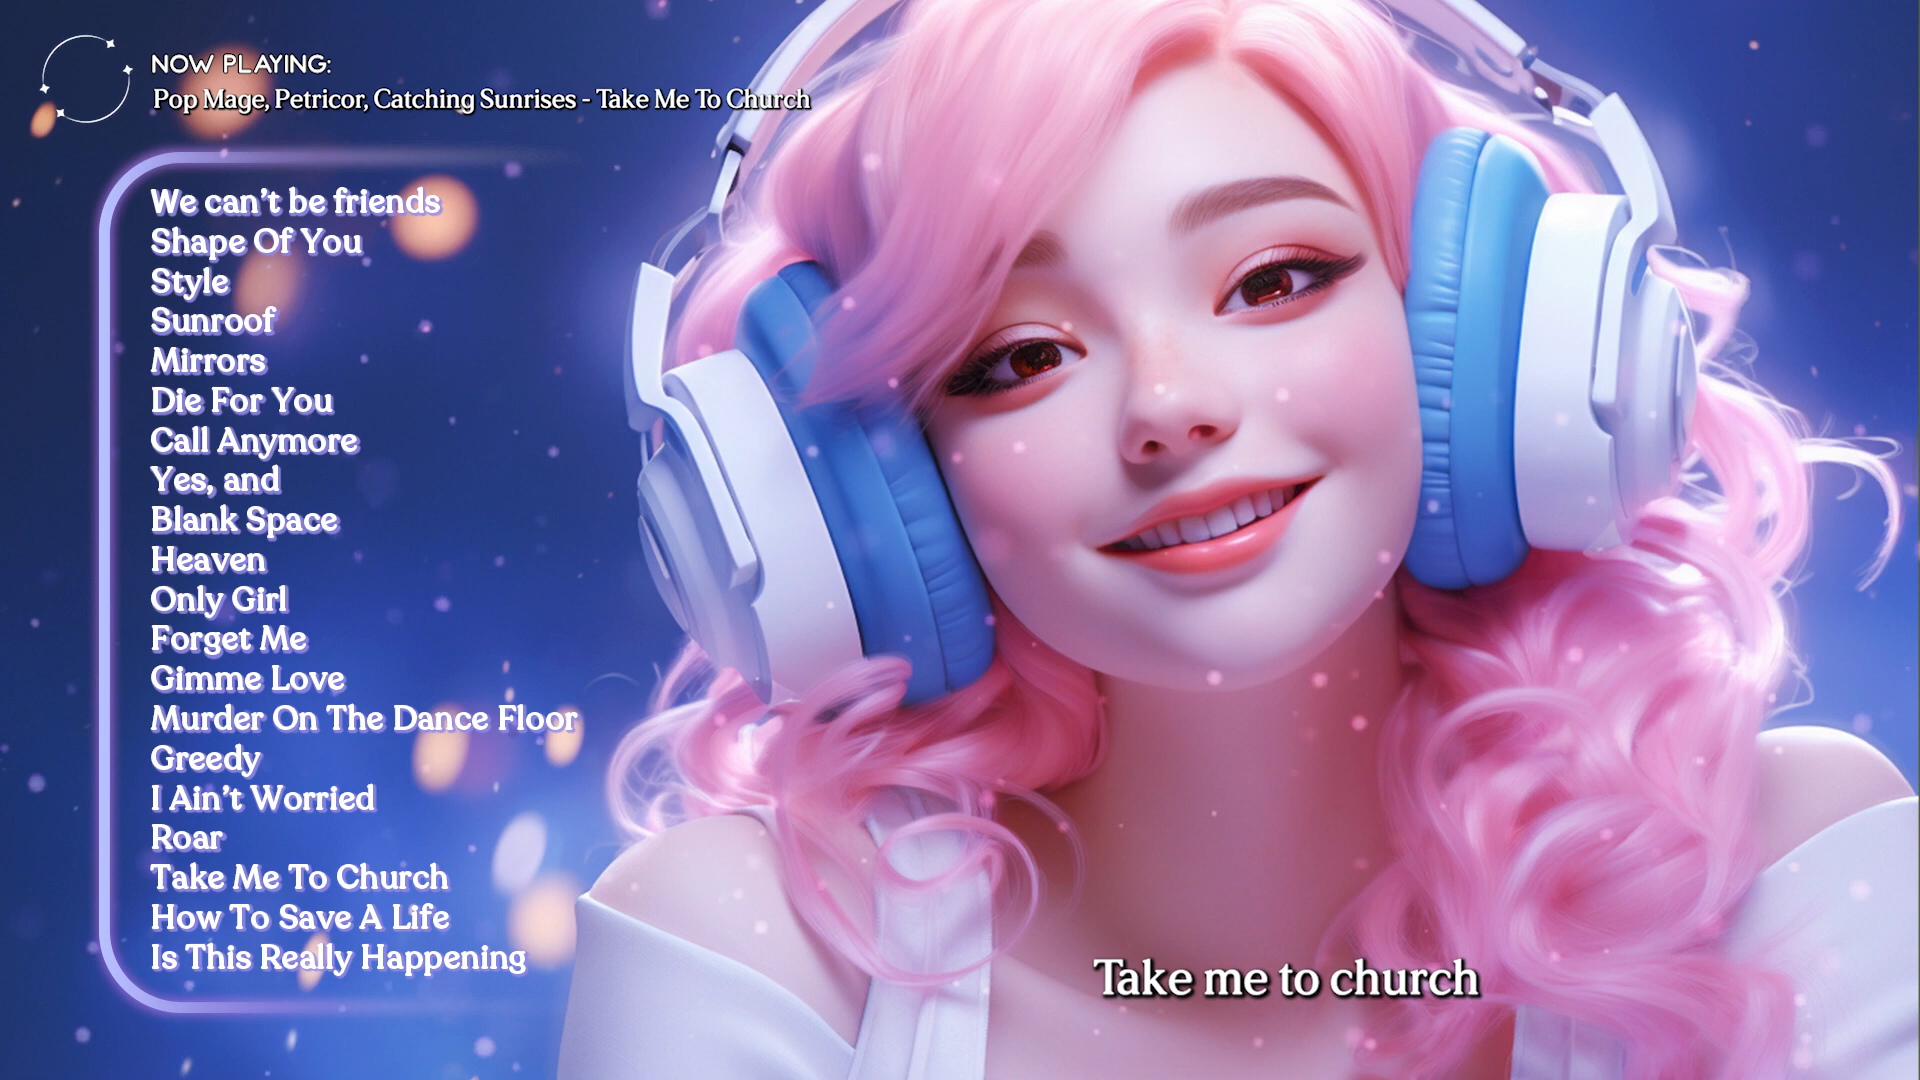 NOW PLAYING:
Pop Mage, Petricor, Catching Sunrises - Take Me To Church
We can't be friends
Shape Of You
Style
Sunroof
Mirrors
Die For You
Call Anymore
Yes, and
Blank Space
Heaven
Only Girl
Forget Me
Gimme Love
Murder On The Dance Floor
Greedy
I Ain't Worried
Roar
Take Me To Church
How To Save A Life
Is This Really Happening
Take me to church